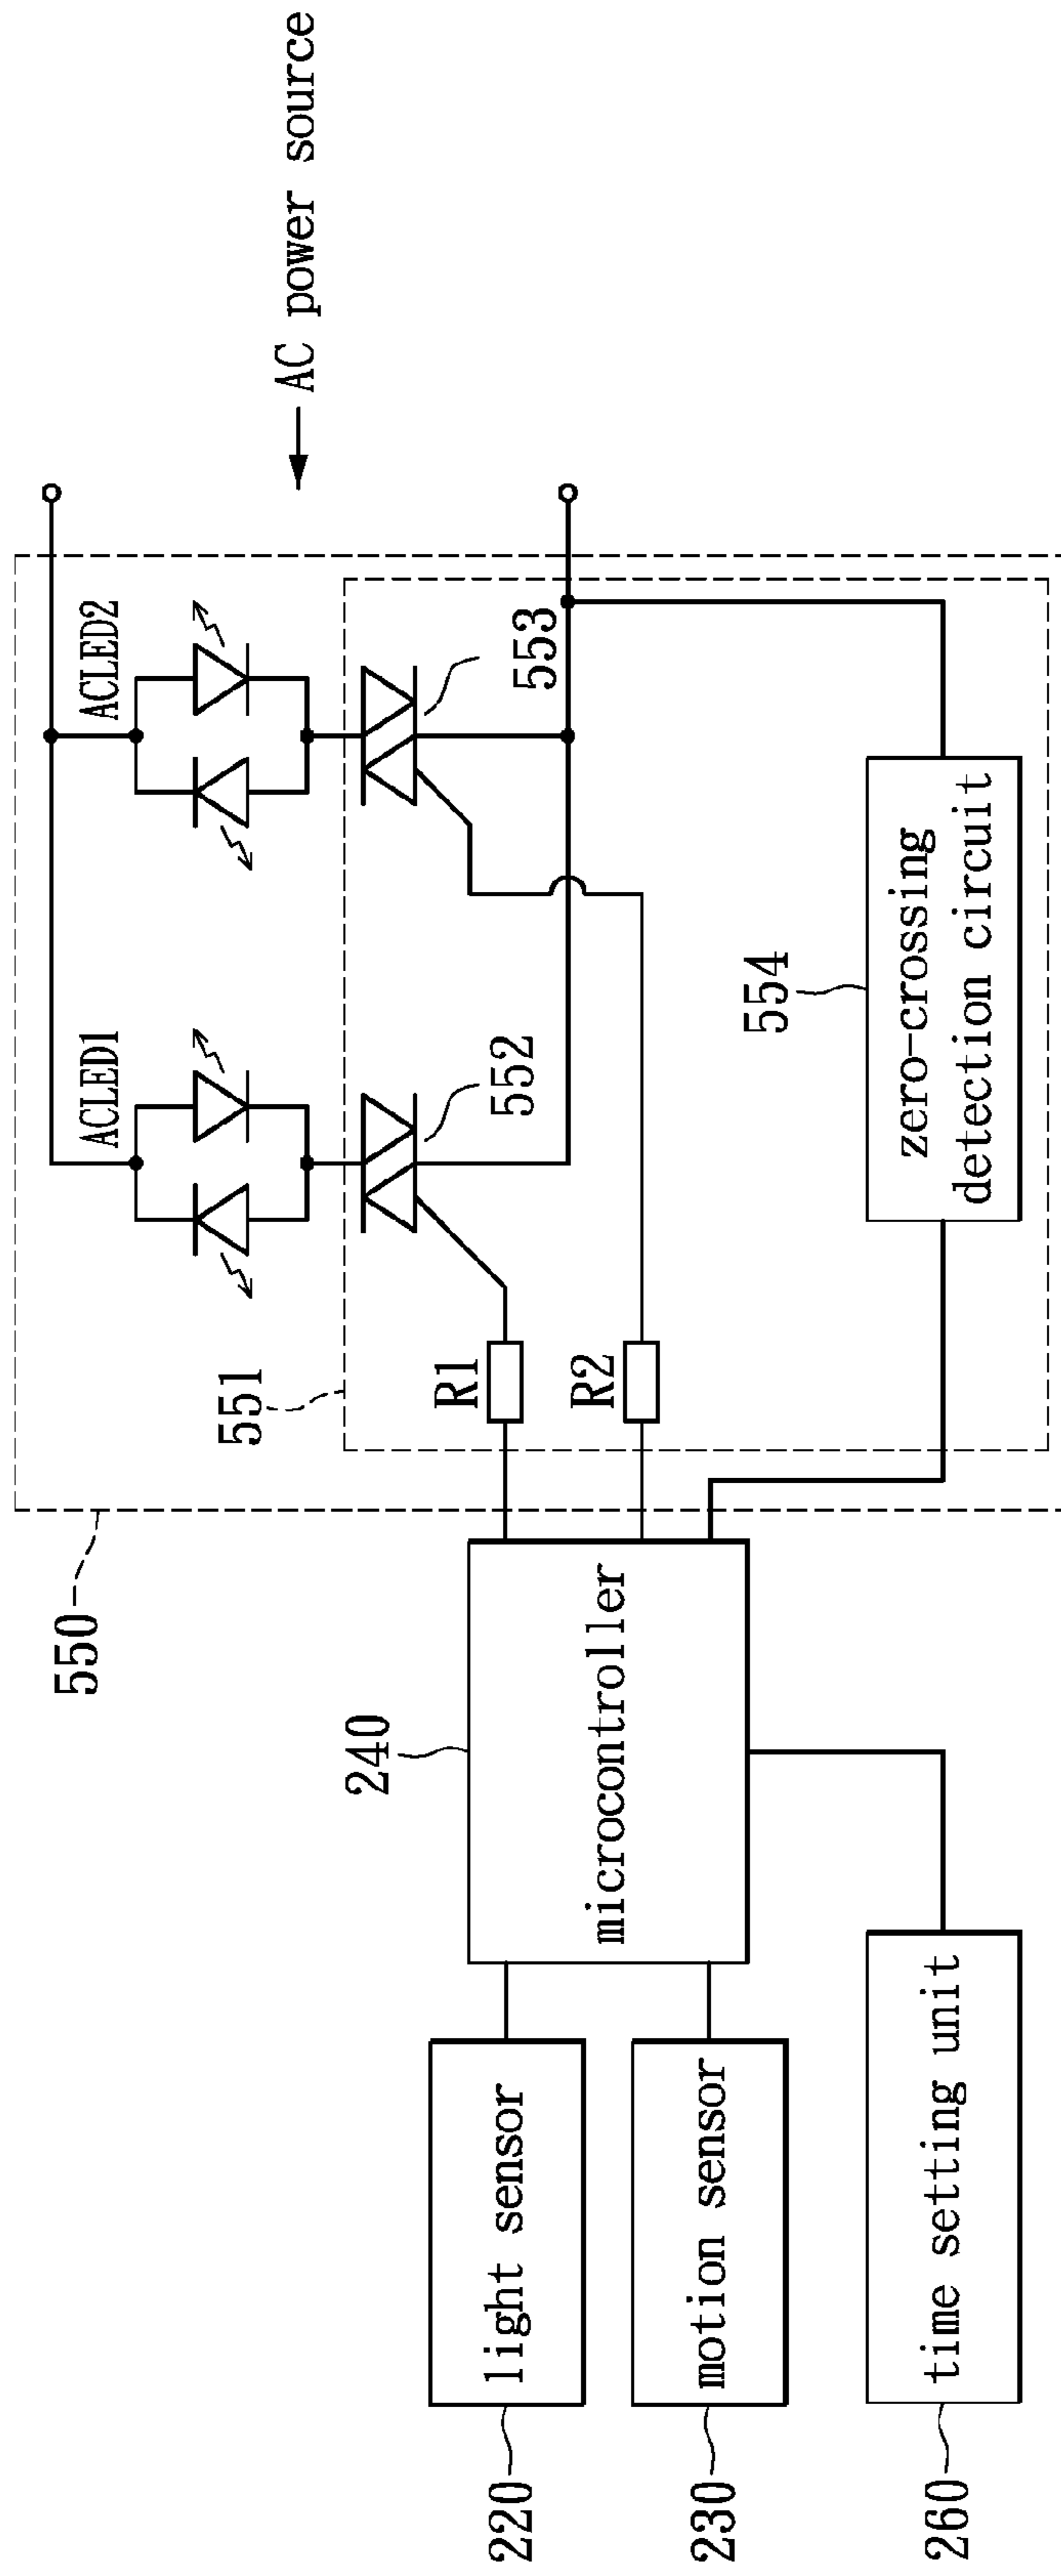 AC power source
ACLED2
ACLED1
553
552
551
R1
R2
554
zero-crossing
detection circuit
550
240
microcontroller
light sensor
220
motion sensor
230
time setting unit
260